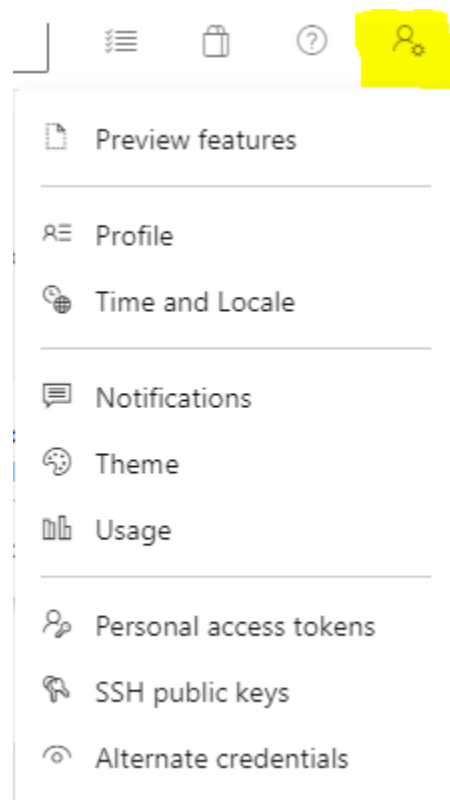 Preview features
Profile
Time and Locale
Notifications
Theme
Usage
Personal access tokens
SSH public keys
Alternate credentials